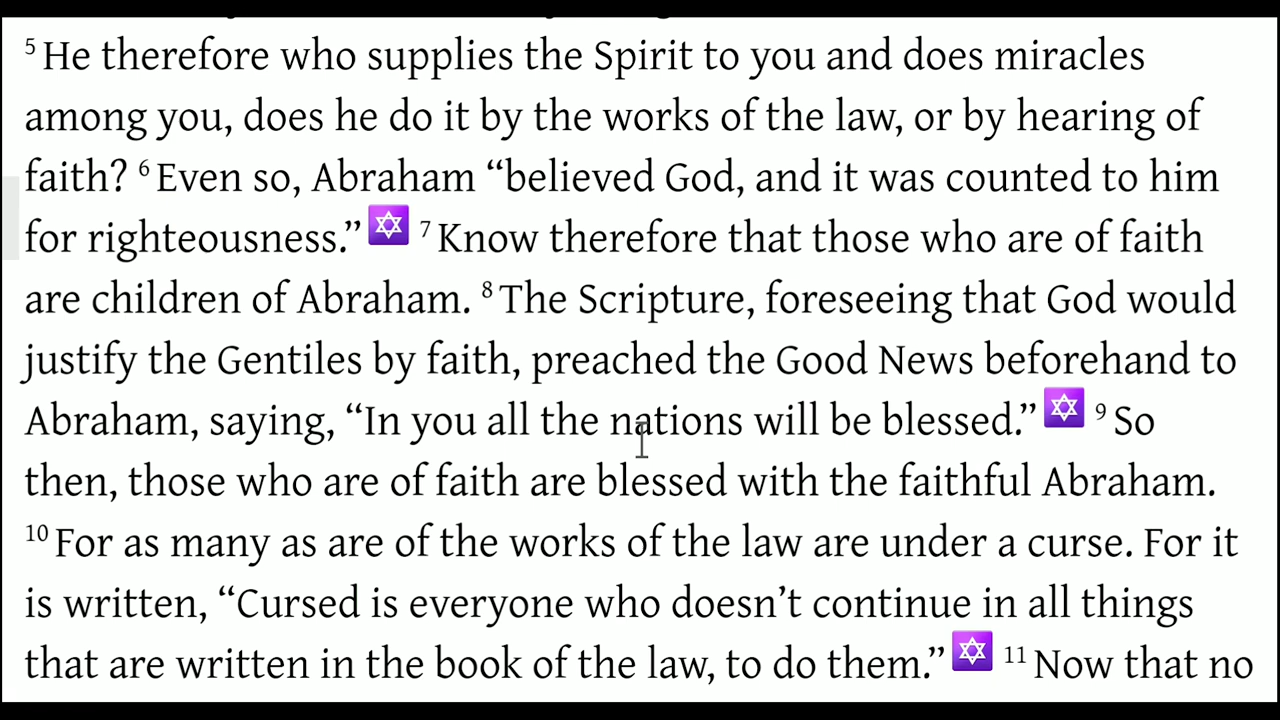 5 He therefore who supplies the Spirit to you and does miracles
among you, does he do it by the works of the law, or by hearing of
faith? 6 Even so, Abraham “believed God, and it was counted to him
for righteousness.”🔯 7 Know therefore that those who are of faith
are children of Abraham. 8 The Scripture, foreseeing that God would
justify the Gentiles by faith, preached the Good News beforehand to
Abraham, saying, “In you all the nations will be blessed.”🔯 9 So
then, those who are of faith are blessed with the faithful Abraham.
10 For as many as are of the works of the law are under a curse. For it
is written, “Cursed is everyone who doesn’t continue in all things
that are written in the book of the law, to do them.”🔯 11 Now that no